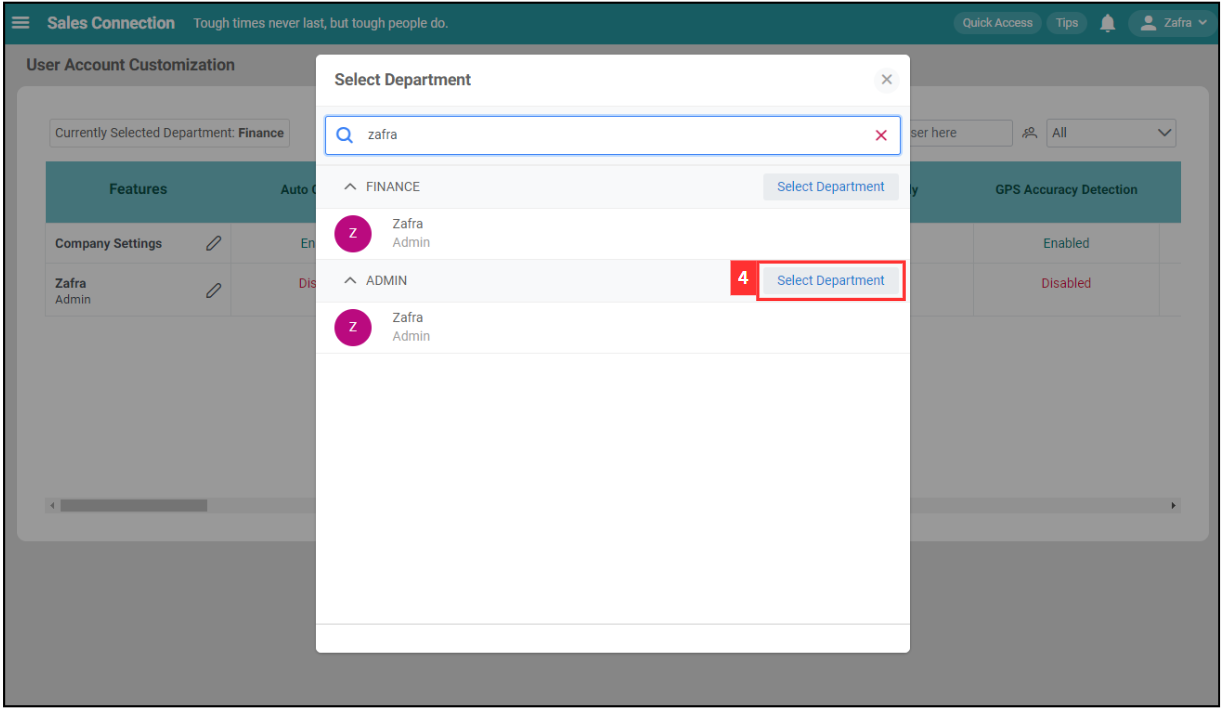 Sales Connection Tough times never last, but tough people do. Quick Access Tips Zafra
User Account Customization
Select Department
Currently Selected Department: Finance
zafra
ser here
All
Features
Auto
FINANCE
Select Department
GPS Accuracy Detection
Zafra
Admin
Company Settings
En
Enabled
Zafra
Admin
Dis
ADMIN
4
Select Department
Disabled
Zafra
Admin